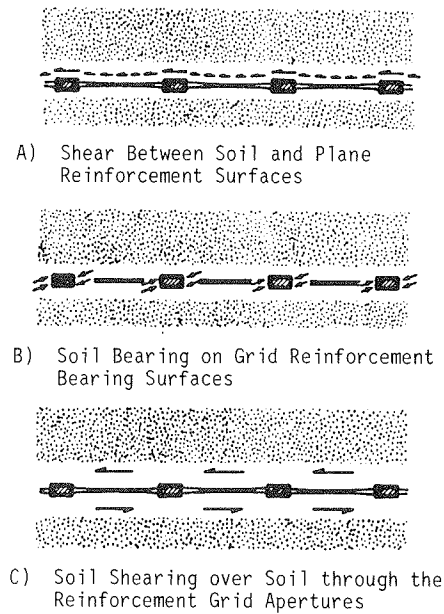 A) Shear Between Soil and Plane
Reinforcement Surfaces
B) Soil Bearing on Grid Reinforcement
Bearing Surfaces
C) Soil Shearing over Soil through the
Reinforcement Grid Apertures